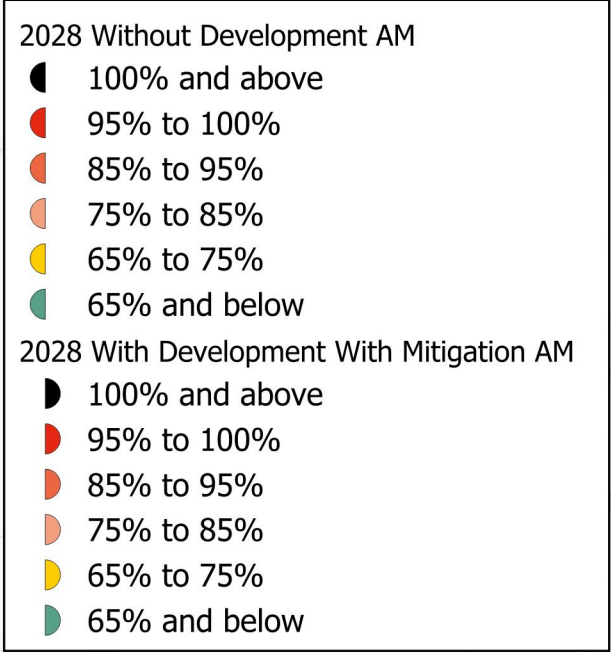 2028 Without Development AM
100% and above
95% to 100%
85% to 95%
75% to 85%
65% to 75%
65% and below
2028 With Development With Mitigation AM
100% and above
95% to 100%
85% to 95%
75% to 85%
65% to 75%
65% and below